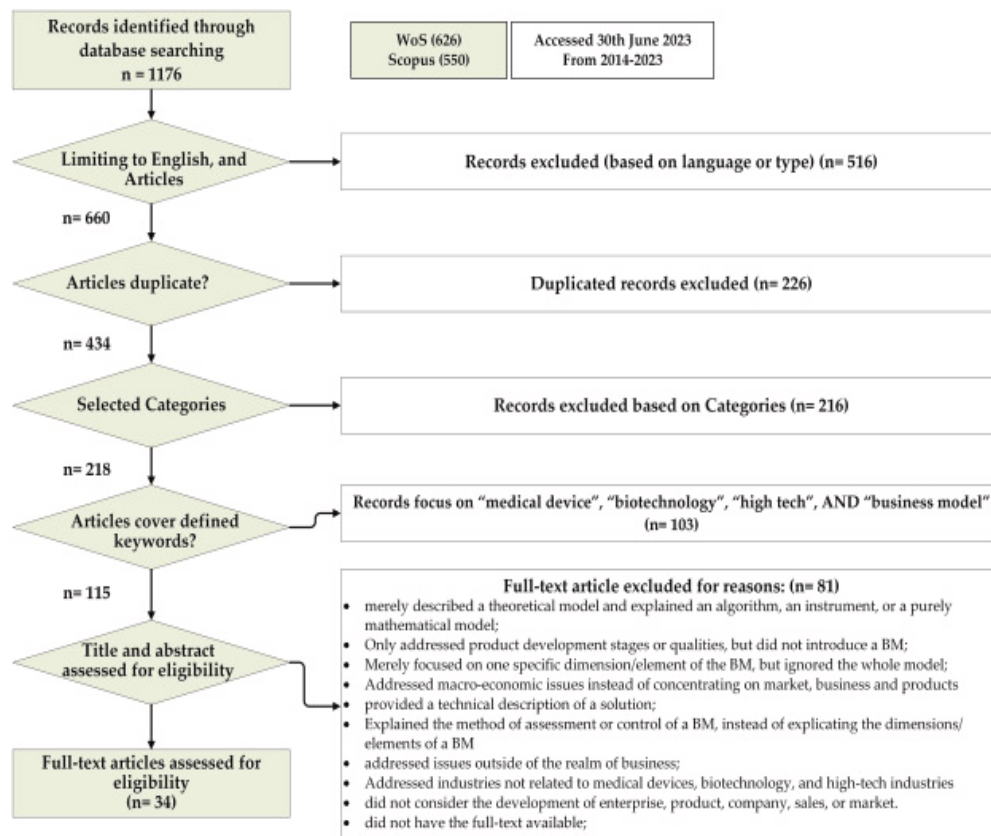 Records identified through
database searching
n = 1176
WoS (626)
Scopus (550)
Accessed 30th June 2023
From 2014-2023
Limiting to English, and
Articles
Records excluded (based on language or type) (n= 516)
n= 660
Articles duplicate?
Duplicated records excluded (n= 226)
n= 434
Selected Categories
Records excluded based on Categories (n= 216)
n= 218
Articles cover defined
keywords?
Records focus on “medical device”, “biotechnology”, “high tech”, AND “business model”
(n= 103)
n= 115
Title and abstract
assessed for eligibility
Full-text article excluded for reasons: (n= 81)
• merely described a theoretical model and explained an algorithm, an instrument, or a purely
mathematical model;
• Only addressed product development stages or qualities, but did not introduce a BM;
• Merely focused on one specific dimension/element of the BM, but ignored the whole model;
• Addressed macro-economic issues instead of concentrating on market, business and products
• provided a technical description of a solution;
• Explained the method of assessment or control of a BM, instead of explicating the dimensions/
elements of a BM
• addressed issues outside of the realm of business;
• Addressed industries not related to medical devices, biotechnology, and high-tech industries
• did not consider the development of enterprise, product, company, sales, or market.
• did not have the full-text available;
Full-text articles assessed for
eligibility
(n= 34)